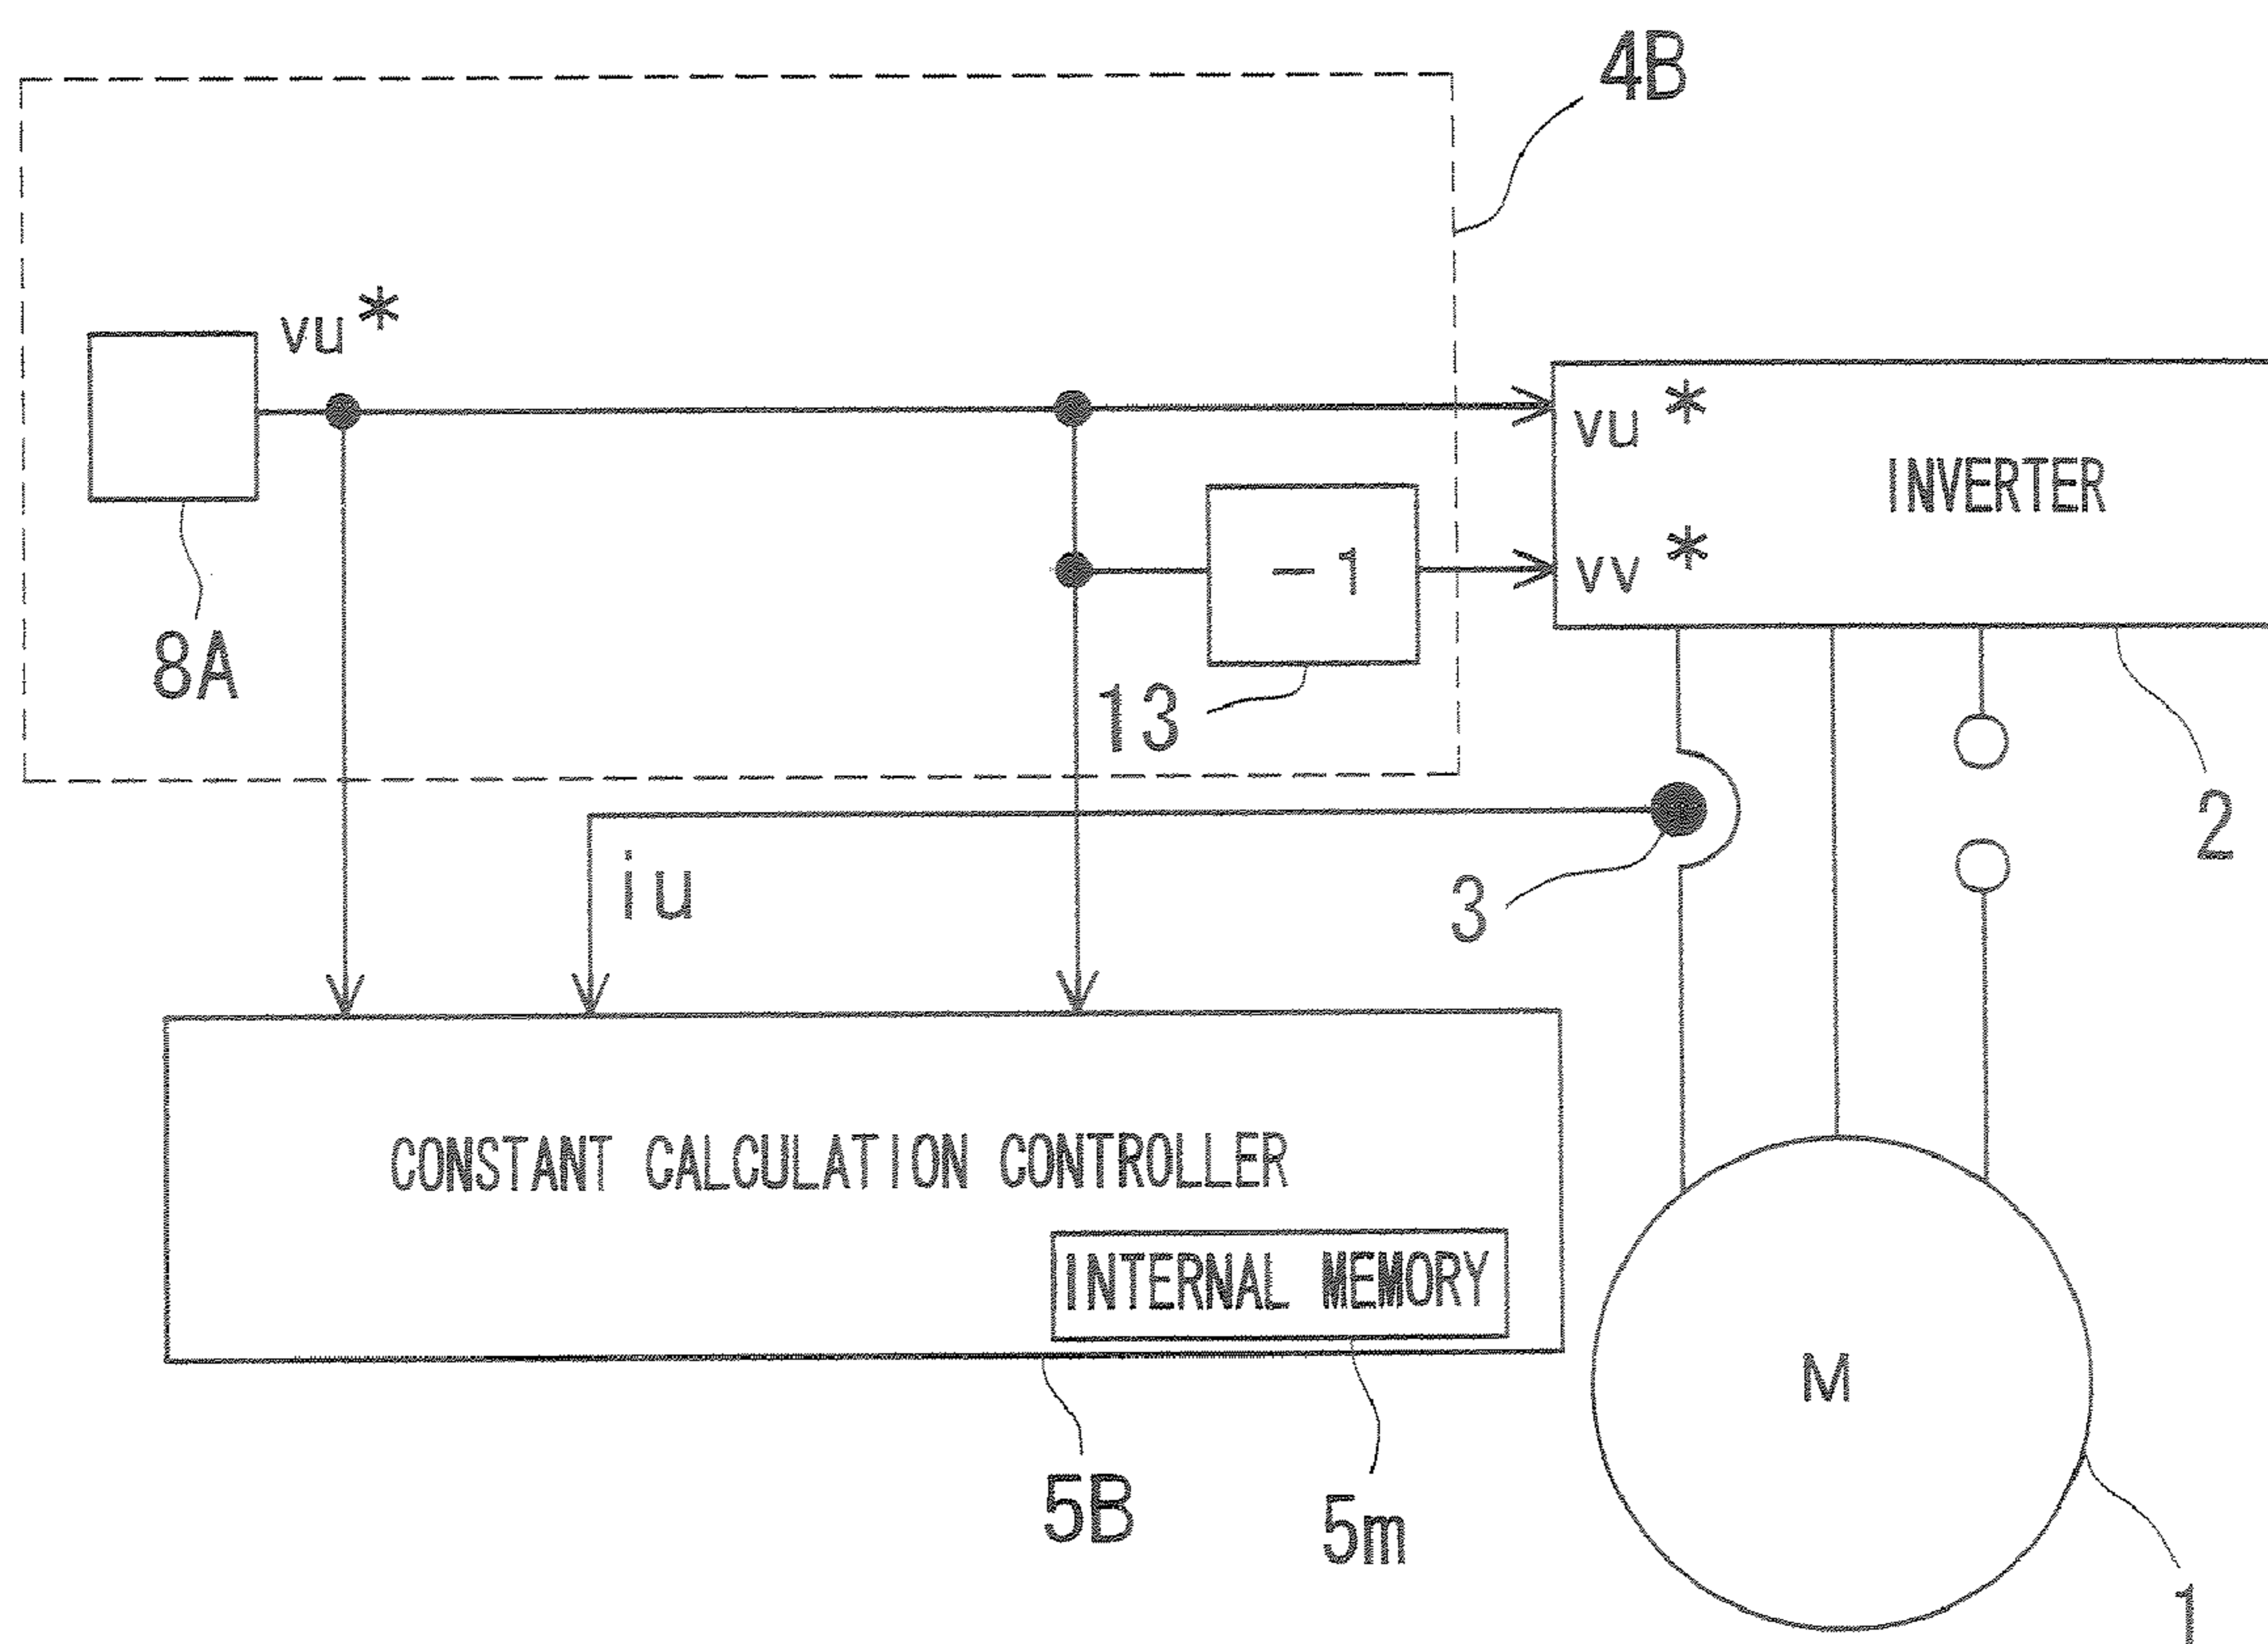 4B
vu*
vu*
INVERTER
-1
vv*
8A
13
2
3
iu
CONSTANT CALCULATION CONTROLLER
INTERNAL MEMORY
M
5B
5m
1